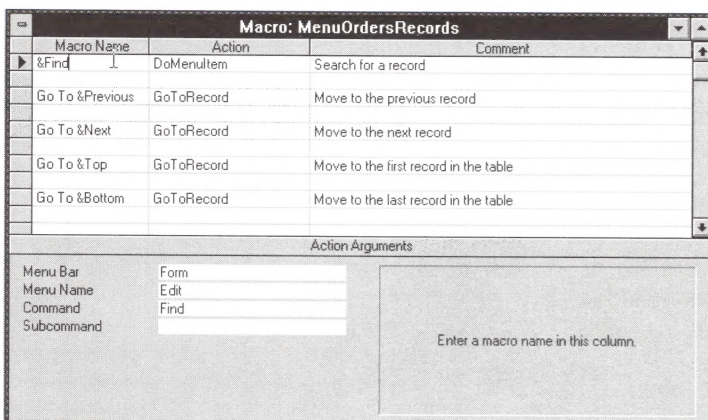 Macro: MenuOrdersRecords
Macro Name Action Comment
&Find DoMenuItem Search for a record
Go To &Previous GoToRecord Move to the previous record
Go To &Next GoToRecord Move to the next record
Go To &Top GoToRecord Move to the first record in the table
Go To &Bottom GoToRecord Move to the last record in the table
Action Arguments
Menu Bar Form
Menu Name Edit
Command Find
Subcommand
Enter a macro name in this column.